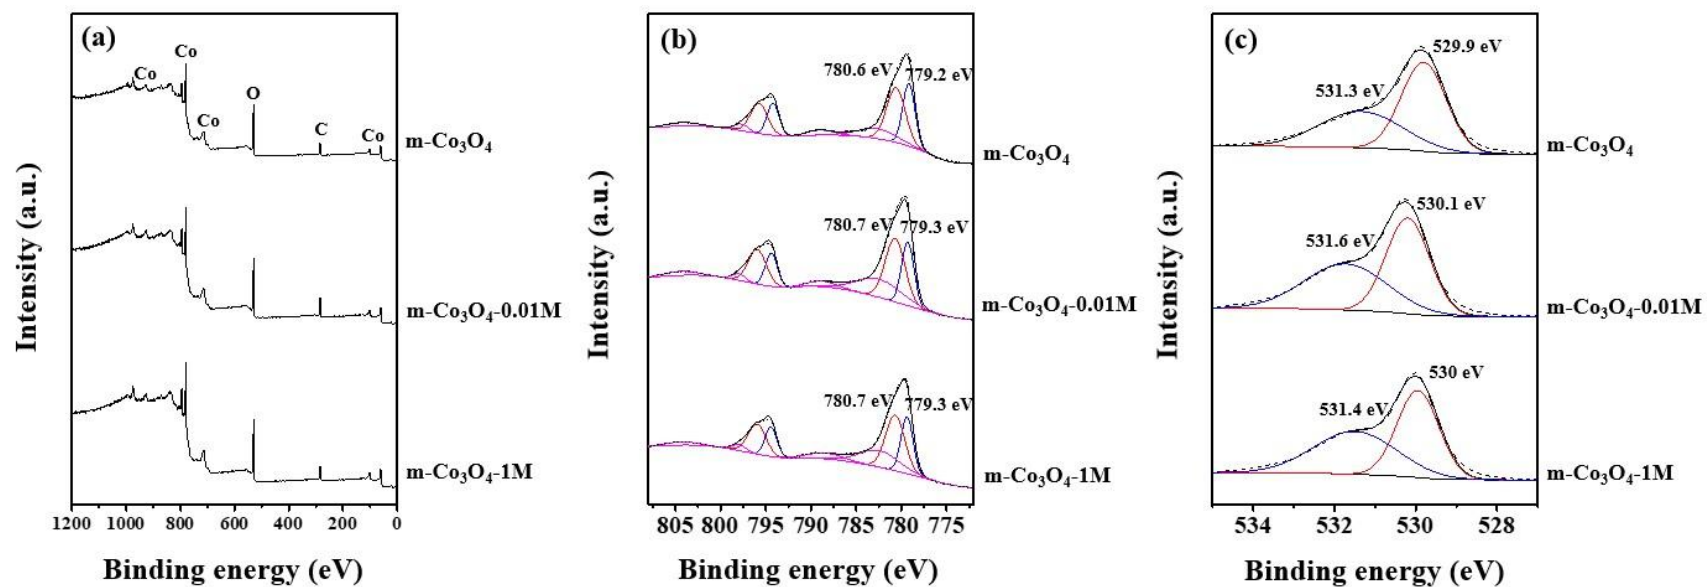 (a)
Co
Co
Co
O
C
Co
m-Co₃O₄
m-Co₃O₄-0.01M
m-Co₃O₄-1M
Intensity (a.u.)
1200 1000 800 600 400 200 0
Binding energy (eV)
(b)
780.6 eV 779.2 eV
m-Co₃O₄
780.7 eV 779.3 eV
m-Co₃O₄-0.01M
780.7 eV 779.3 eV
m-Co₃O₄-1M
Intensity (a.u.)
805 800 795 790 785 780 775
Binding energy (eV)
(c)
529.9 eV
531.3 eV
m-Co₃O₄
530.1 eV
531.6 eV
m-Co₃O₄-0.01M
530 eV
531.4 eV
m-Co₃O₄-1M
Intensity (a.u.)
534 532 530 528
Binding energy (eV)